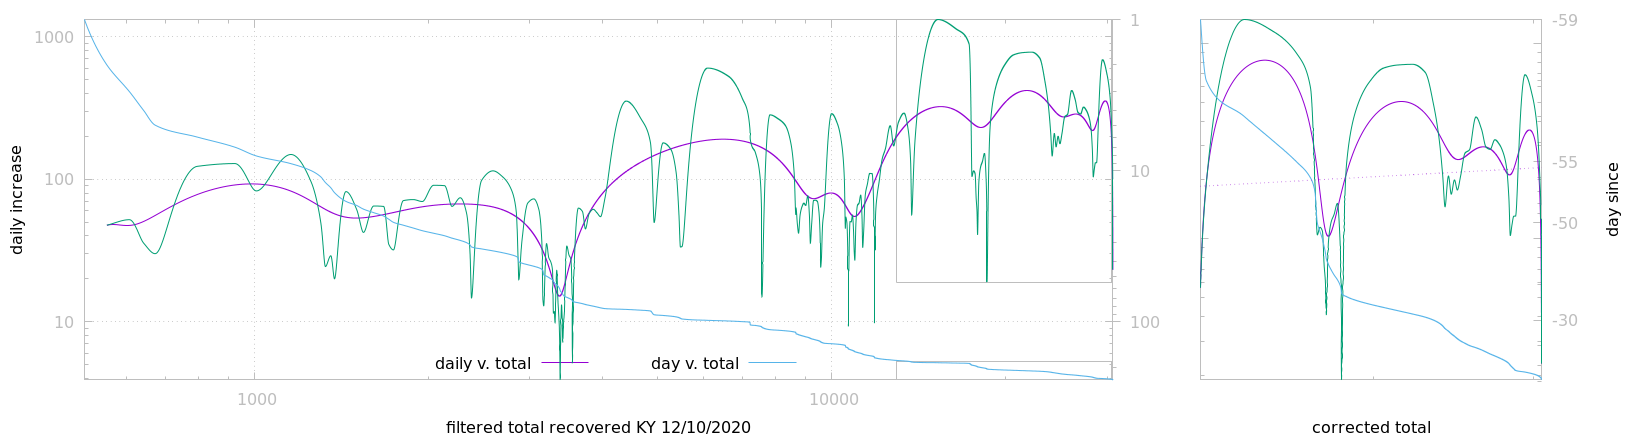 1000
100
10
daily increase
1000
10000
filtered total recovered KY 12/10/2020
daily v. total
day v. total
1
10
100
-59
-55
-50
-30
day since
corrected total